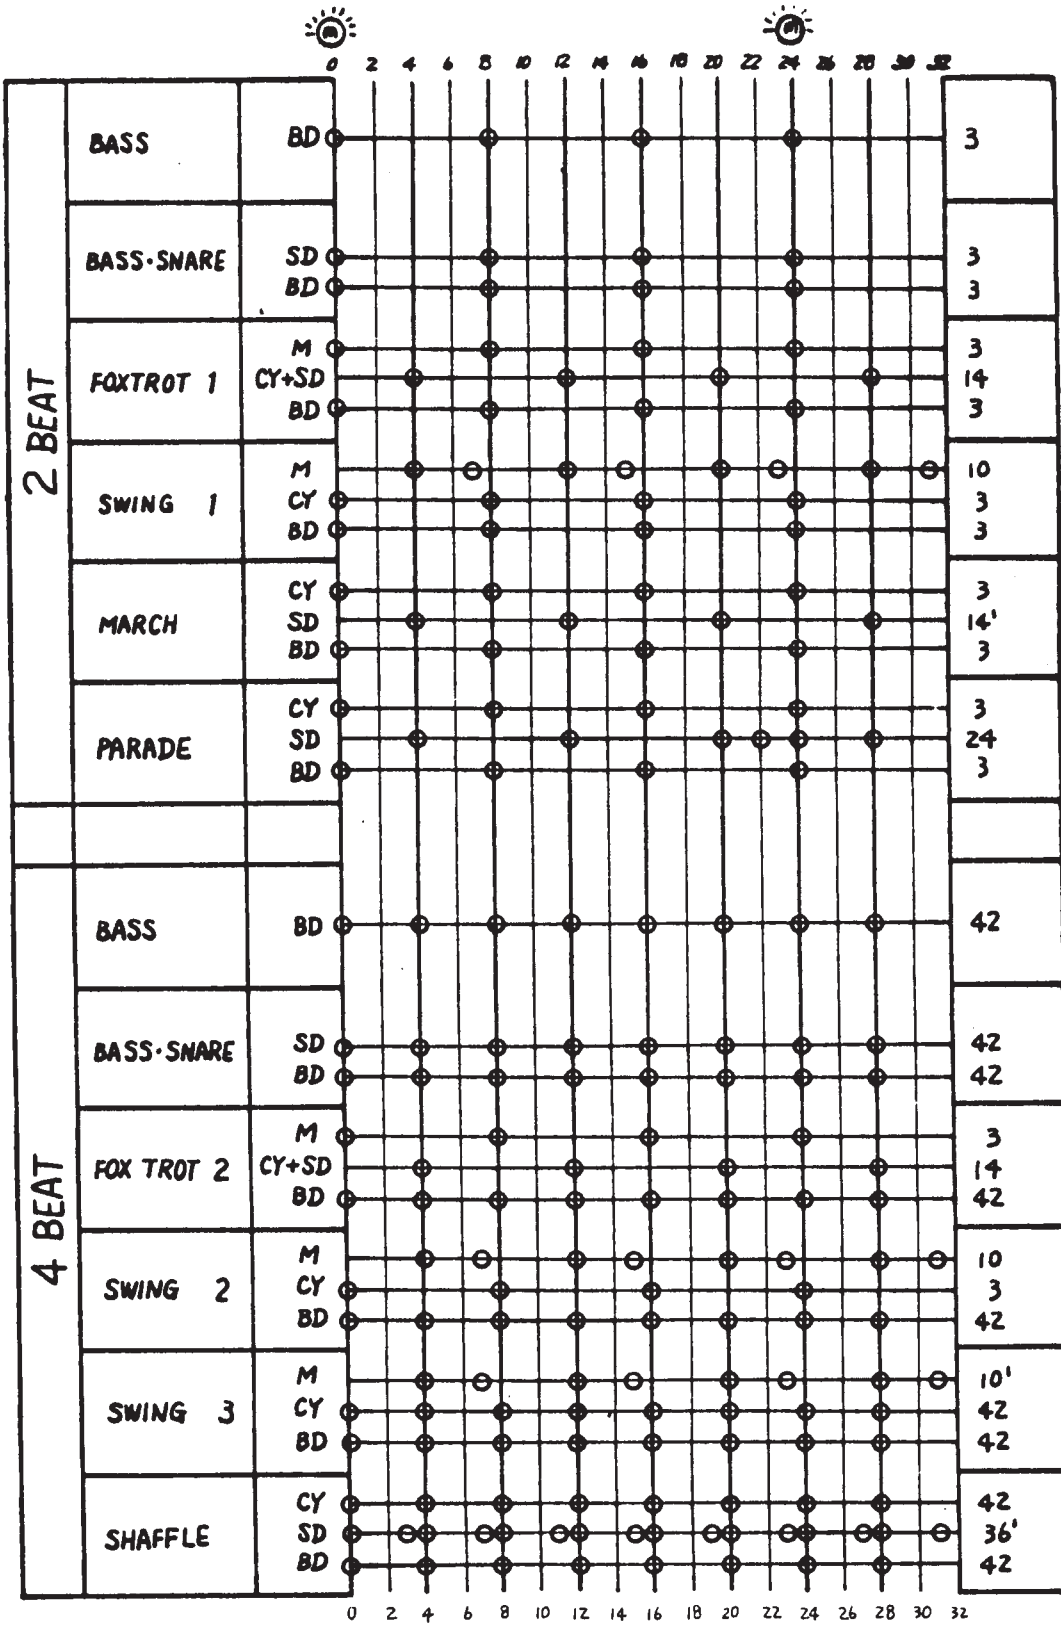 M M
0 2 4 6 8 10 12 14 16 18 20 22 24 26 28 30 32
2 BEAT
BASS BD 3
BASS·SNARE SD 3
BD 3
M 3
FOXTROT 1 CY+SD 14
BD 3
M 10
SWING 1 CY 3
BD 3
CY 3
MARCH SD 14'
BD 3
CY 3
PARADE SD 24
BD 3
4 BEAT
BASS BD 42
BASS·SNARE SD 42
BD 42
M 3
FOX TROT 2 CY+SD 14
BD 42
M 10
SWING 2 CY 3
BD 42
M 10'
SWING 3 CY 42
BD 42
CY 42
SHAFFLE SD 36'
BD 42
0 2 4 6 8 10 12 14 16 18 20 22 24 26 28 30 32